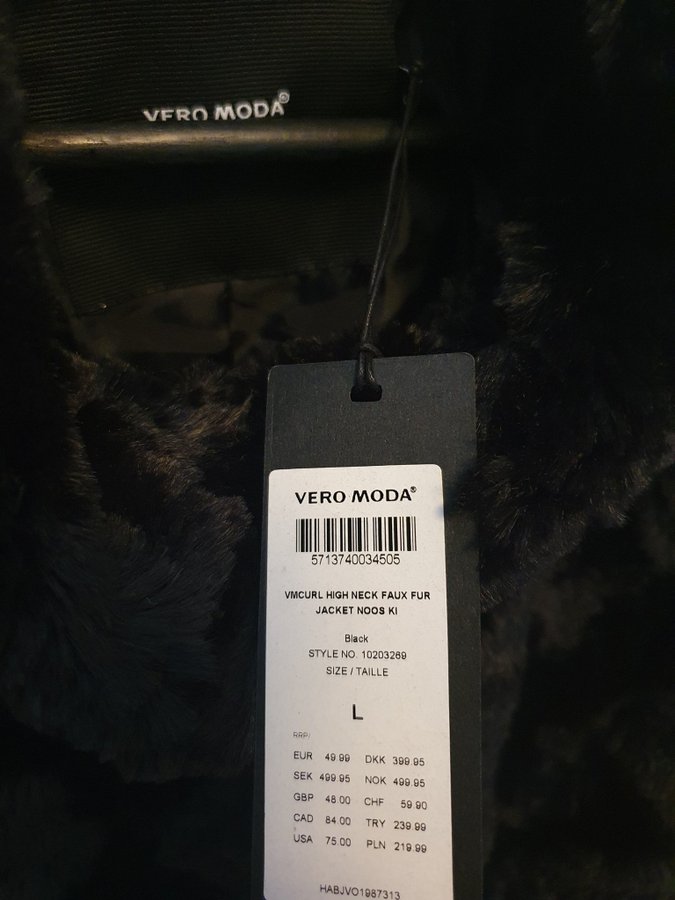 VERO MODA®
VERO MODA®
5713740034505
VMCURL HIGH NECK FAUX FUR
JACKET NOOS KI
Black
STYLE NO. 10203269
SIZE / TAILLE
L
RRP/
EUR 49.99 DKK 399.95
SEK 499.95 NOK 499.95
GBP 48.00 CHF 59.90
CAD 84.00 TRY 239.99
USA 75.00 PLN 219.99
HABJVO1987313